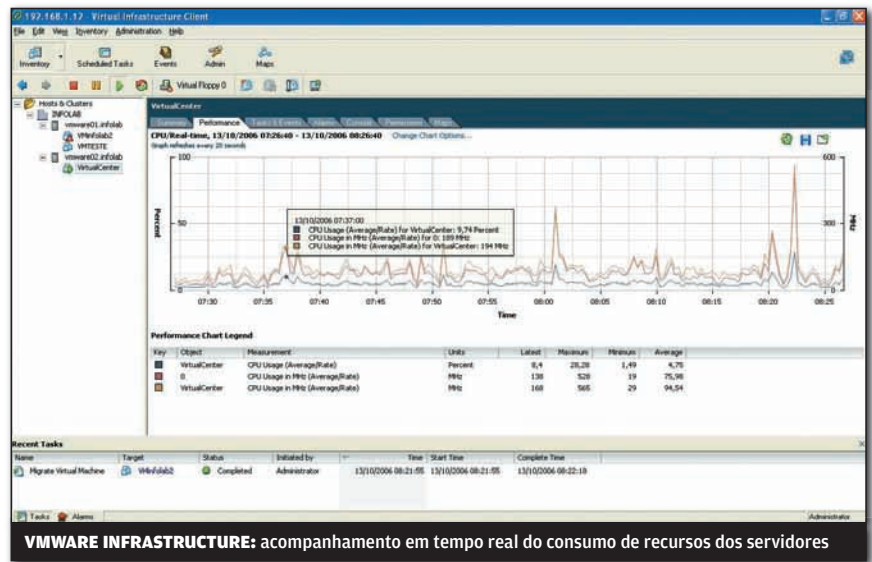 192.168.1.12 - Virtual Infrastructure Client
File Edit View Inventory Administration Help
Inventory Scheduled Tasks Events Admin Maps
Virtual Floppy 0
Hosts & Clusters
INFOLAB
vmware01.infolab
VMinfolab2
VMTESTE
vmware02.infolab
VirtualCenter
VirtualCenter
Summary Performance Tasks & Events Alarms Console Permissions Maps
CPU/Real-time, 13/10/2006 07:26:40 - 13/10/2006 08:26:40 Change Chart Options...
Graph refreshes every 20 seconds
100 600
Percent 50 300 MHz
0 0
13/10/2006 07:37:00
CPU Usage (Average/Rate) for VirtualCenter: 9,74 Percent
CPU Usage in MHz (Average/Rate) for 0: 189 MHz
CPU Usage in MHz (Average/Rate) for VirtualCenter: 194 MHz
07:30 07:35 07:40 07:45 07:50 07:55 08:00 08:05 08:10 08:15 08:20 08:25
Time
Performance Chart Legend
Key Object Measurement Units Latest Maximum Minimum Average
VirtualCenter CPU Usage (Average/Rate) Percent 8,4 28,28 1,49 4,75
0 CPU Usage in MHz (Average/Rate) MHz 138 528 19 75,98
VirtualCenter CPU Usage in MHz (Average/Rate) MHz 168 565 29 94,54
Recent Tasks
Name Target Status Initiated by Time Start Time Complete Time
Migrate Virtual Machine VMinfolab2 Completed Administrator 13/10/2006 08:21:55 13/10/2006 08:21:55 13/10/2006 08:22:18
Tasks Alarms Administrator
VMWARE INFRASTRUCTURE: acompanhamento em tempo real do consumo de recursos dos servidores